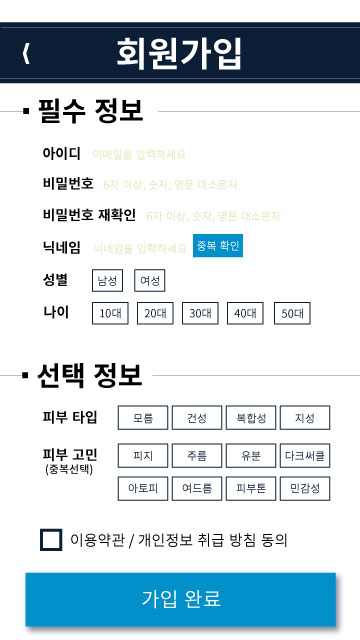 회원가입
필수 정보
아이디 이메일을 입력하세요
비밀번호 6자 이상, 숫자, 영문 대소문자
비밀번호 재확인 6자 이상, 숫자, 영문 대소문자
닉네임 닉네임을 입력하세요 중복 확인
성별 남성 여성
나이 10대 20대 30대 40대 50대
선택 정보
피부 타입 모름 건성 복합성 지성
피부 고민 피지 주름 유분 다크써클
(중복선택)
아토피 여드름 피부톤 민감성
이용약관 / 개인정보 취급 방침 동의
가입 완료